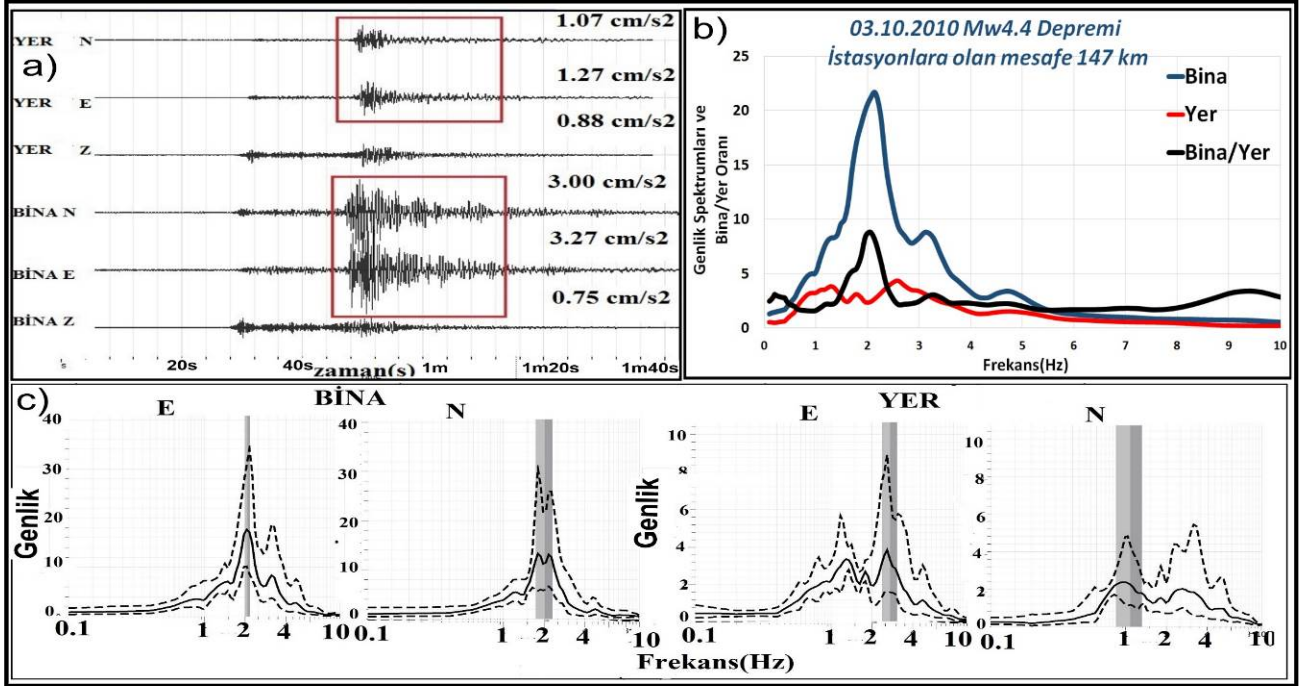 a)
YER N
1.07 cm/s2
YER E
1.27 cm/s2
YER Z
0.88 cm/s2
BİNA N
3.00 cm/s2
BİNA E
3.27 cm/s2
BİNA Z
0.75 cm/s2
20s 40s zaman(s) 1m 1m20s 1m40s
b)
03.10.2010 Mw4.4 Depremi
İstasyonlara olan mesafe 147 km
Bina
Yer
Bina/Yer
Genlik Spektrumları ve
Bina/Yer Oranı
25
20
15
10
5
0
0 1 2 3 4 5 6 7 8 9 10
Frekans(Hz)
c)
BİNA
YER
E
N
E
N
Genlik
40
30
20
10
0
0.1 1 2 4 10
40
30
20
10
0
0.1 1 2 4 10
Genlik
10
8
6
4
2
0
0.1 1 2 4 10
10
8
6
4
2
0
0.1 1 2 4 10
Frekans(Hz)